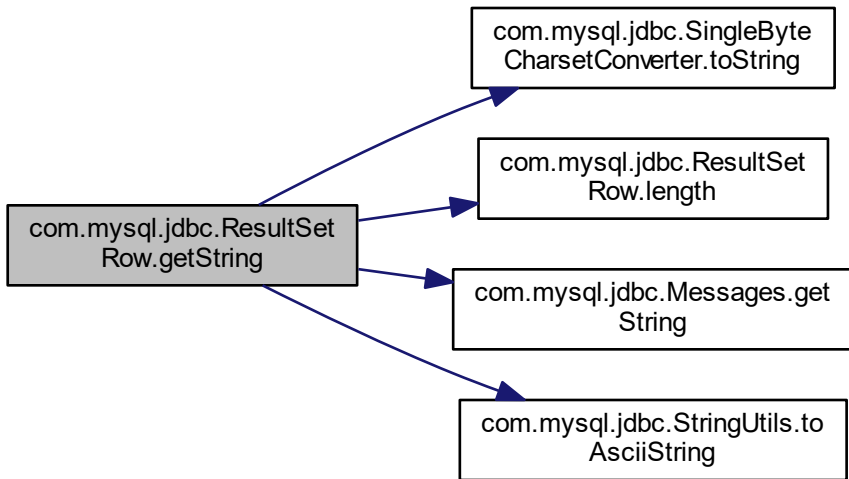 com.mysql.jdbc.SingleByte
CharsetConverter.toString
com.mysql.jdbc.ResultSet
Row.length
com.mysql.jdbc.ResultSet
Row.getString
com.mysql.jdbc.Messages.get
String
com.mysql.jdbc.StringUtils.to
AsciiString